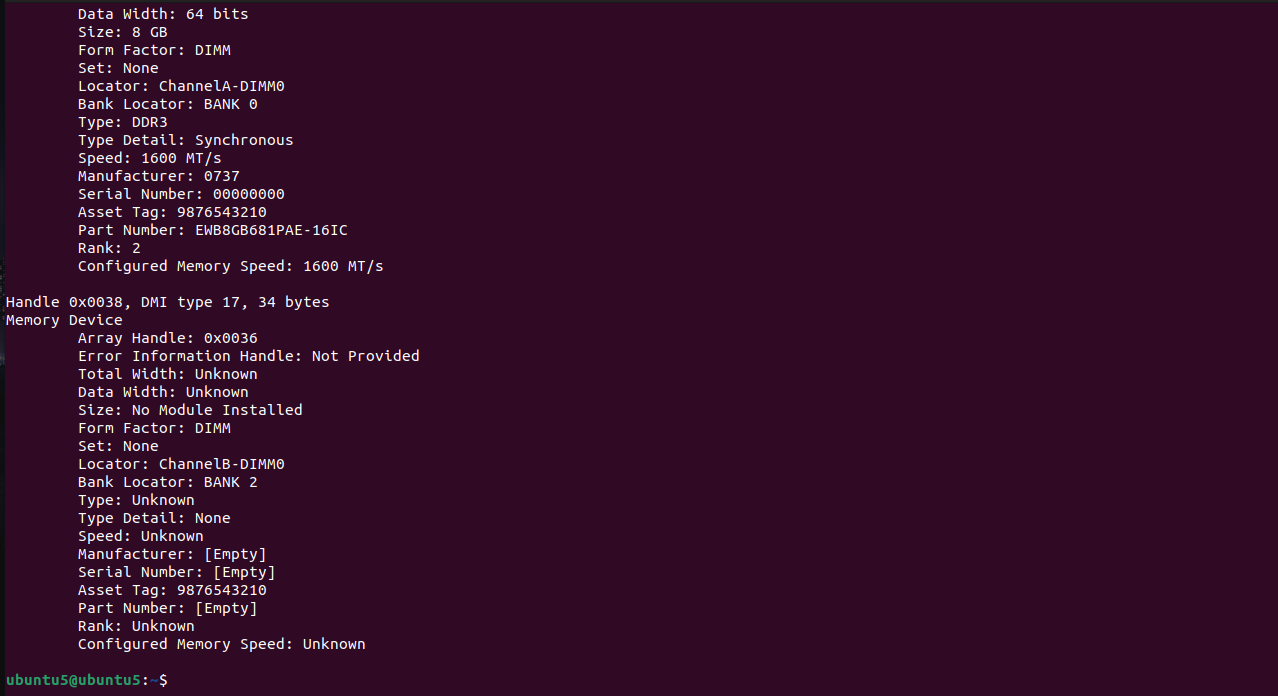 Data Width: 64 bits
Size: 8 GB
Form Factor: DIMM
Set: None
Locator: ChannelA-DIMM0
Bank Locator: BANK 0
Type: DDR3
Type Detail: Synchronous
Speed: 1600 MT/s
Manufacturer: 0737
Serial Number: 00000000
Asset Tag: 9876543210
Part Number: EWB8GB681PAE-16IC
Rank: 2
Configured Memory Speed: 1600 MT/s
Handle 0x0038, DMI type 17, 34 bytes
Memory Device
Array Handle: 0x0036
Error Information Handle: Not Provided
Total Width: Unknown
Data Width: Unknown
Size: No Module Installed
Form Factor: DIMM
Set: None
Locator: ChannelB-DIMM0
Bank Locator: BANK 2
Type: Unknown
Type Detail: None
Speed: Unknown
Manufacturer: [Empty]
Serial Number: [Empty]
Asset Tag: 9876543210
Part Number: [Empty]
Rank: Unknown
Configured Memory Speed: Unknown
ubuntu5@ubuntu5:~$